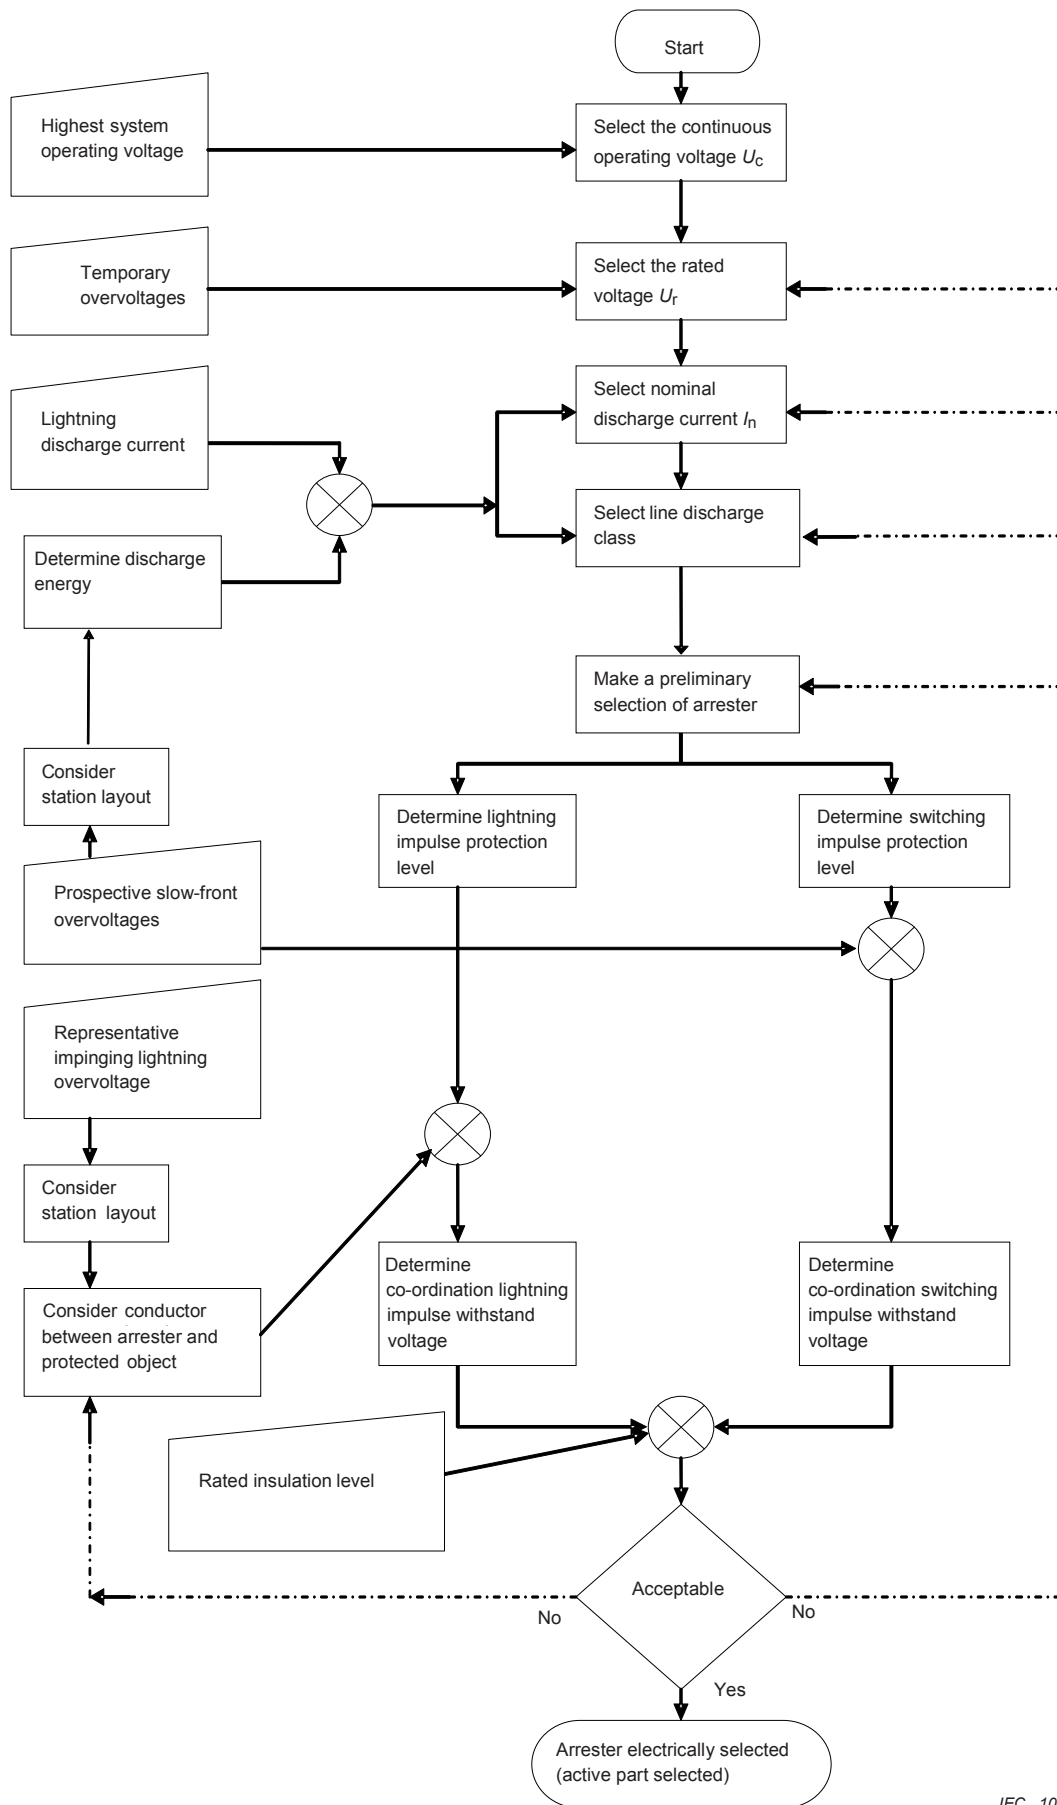 Start
Highest system
operating voltage
Select the continuous
operating voltage Uc
Temporary
overvoltages
Select the rated
voltage Ur
Lightning
discharge current
Select nominal
discharge current In
Select line discharge
class
Determine discharge
energy
Make a preliminary
selection of arrester
Consider
station layout
Determine lightning
impulse protection
level
Determine switching
impulse protection
level
Prospective slow-front
overvoltages
Representative
impinging lightning
overvoltage
Consider
station layout
Determine
co-ordination lightning
impulse withstand
voltage
Determine
co-ordination switching
impulse withstand
voltage
Consider conductor
between arrester and
protected object
Rated insulation level
Acceptable
No
No
Yes
Arrester electrically selected
(active part selected)